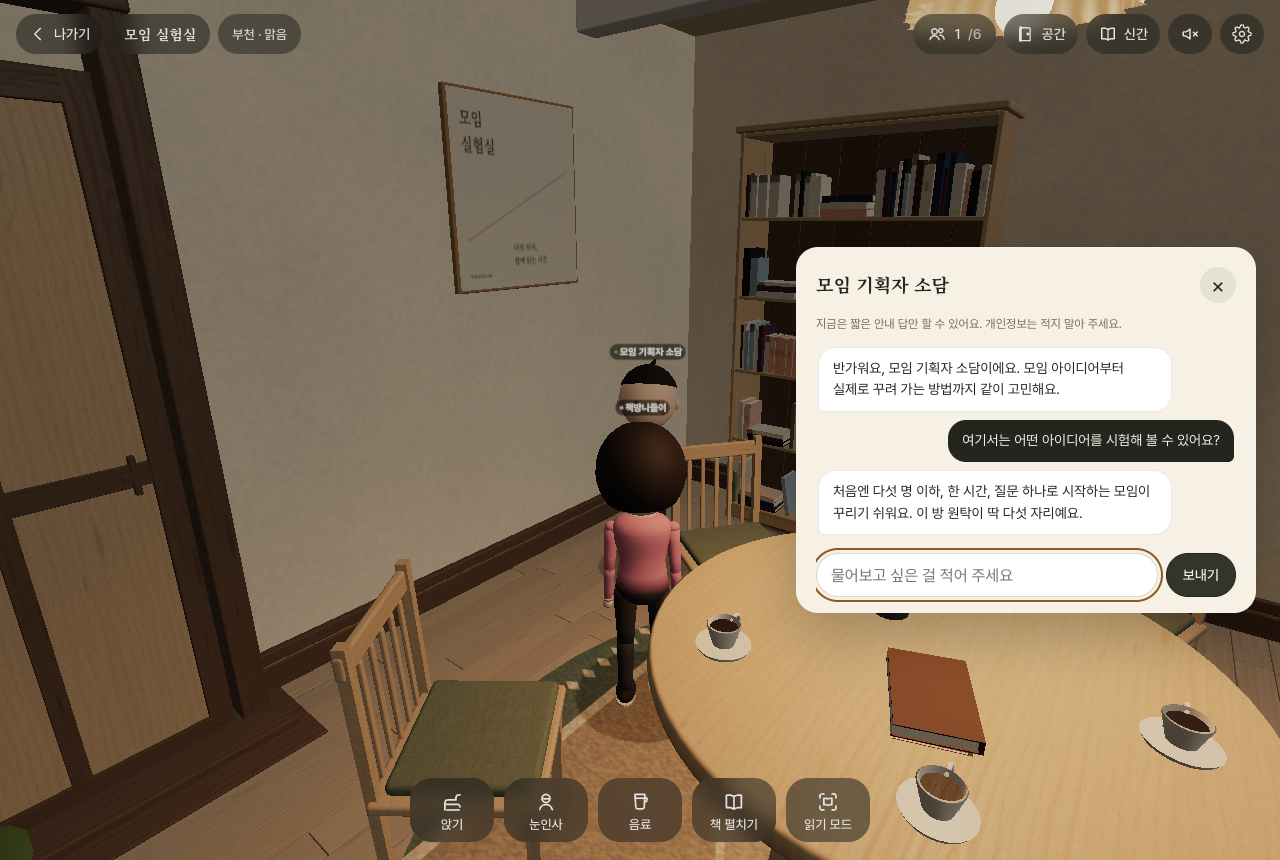 나가기
모임 실험실
부천 · 맑음
1 /6
공간
신간
모임
실험실
다섯 자리,
함께 읽는 시간
모임 기획자 소담
책방나들이
모임 기획자 소담
지금은 짧은 안내 답만 할 수 있어요. 개인정보는 적지 말아 주세요.
반가워요, 모임 기획자 소담이에요. 모임 아이디어부터
실제로 꾸려 가는 방법까지 같이 고민해요.
여기서는 어떤 아이디어를 시험해 볼 수 있어요?
처음엔 다섯 명 이하, 한 시간, 질문 하나로 시작하는 모임이
꾸리기 쉬워요. 이 방 원탁이 딱 다섯 자리예요.
물어보고 싶은 걸 적어 주세요
보내기
앉기
눈인사
음료
책 펼치기
읽기 모드